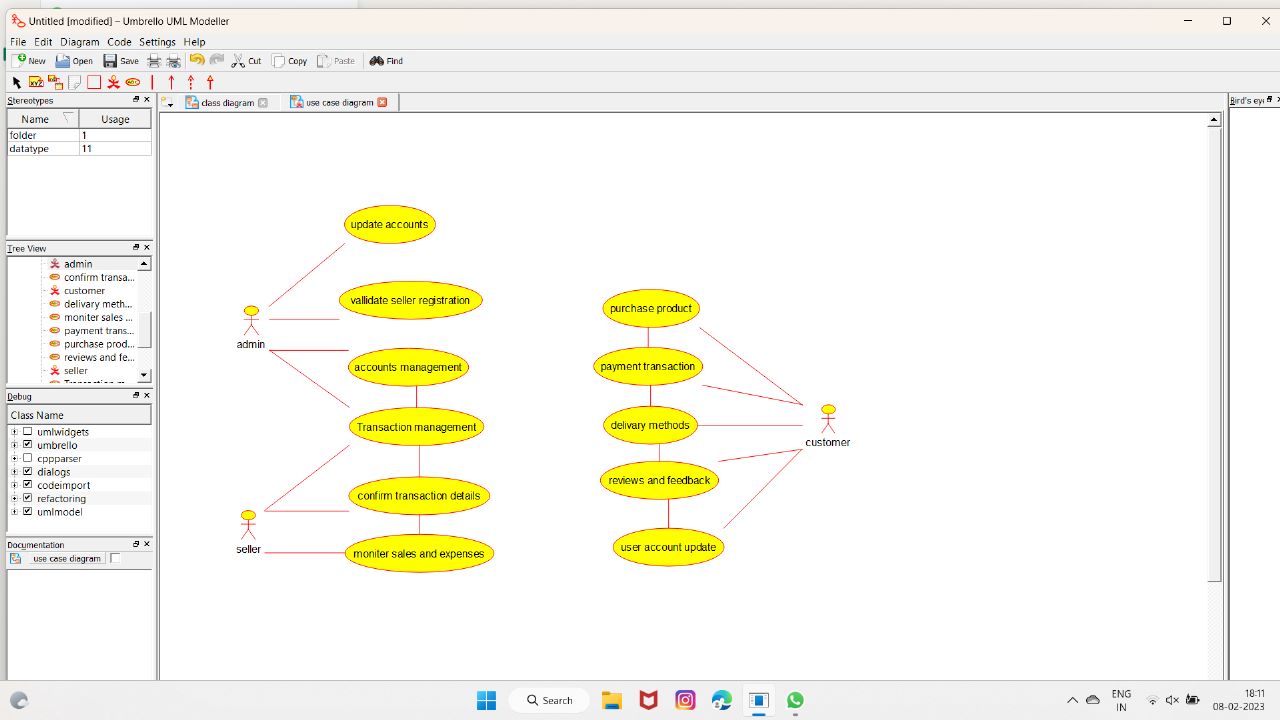 Untitled [modified] – Umbrello UML Modeller
File Edit Diagram Code Settings Help
New Open Save Cut Copy Paste Find
Stereotypes
Name Usage
folder 1
datatype 11
Tree View
admin
confirm transa...
customer
delivary meth...
moniter sales ...
payment trans...
purchase prod...
reviews and fe...
seller
Debug
Class Name
umlwidgets
umbrello
cppparser
dialogs
codeimport
refactoring
umlmodel
Documentation
use case diagram
class diagram
use case diagram
update accounts
vallidate seller registration
admin
accounts management
Transaction management
confirm transaction details
seller
moniter sales and expenses
purchase product
payment transaction
delivary methods
customer
reviews and feedback
user account update
Bird's ey
Search
ENG
IN
18:11
08-02-2023